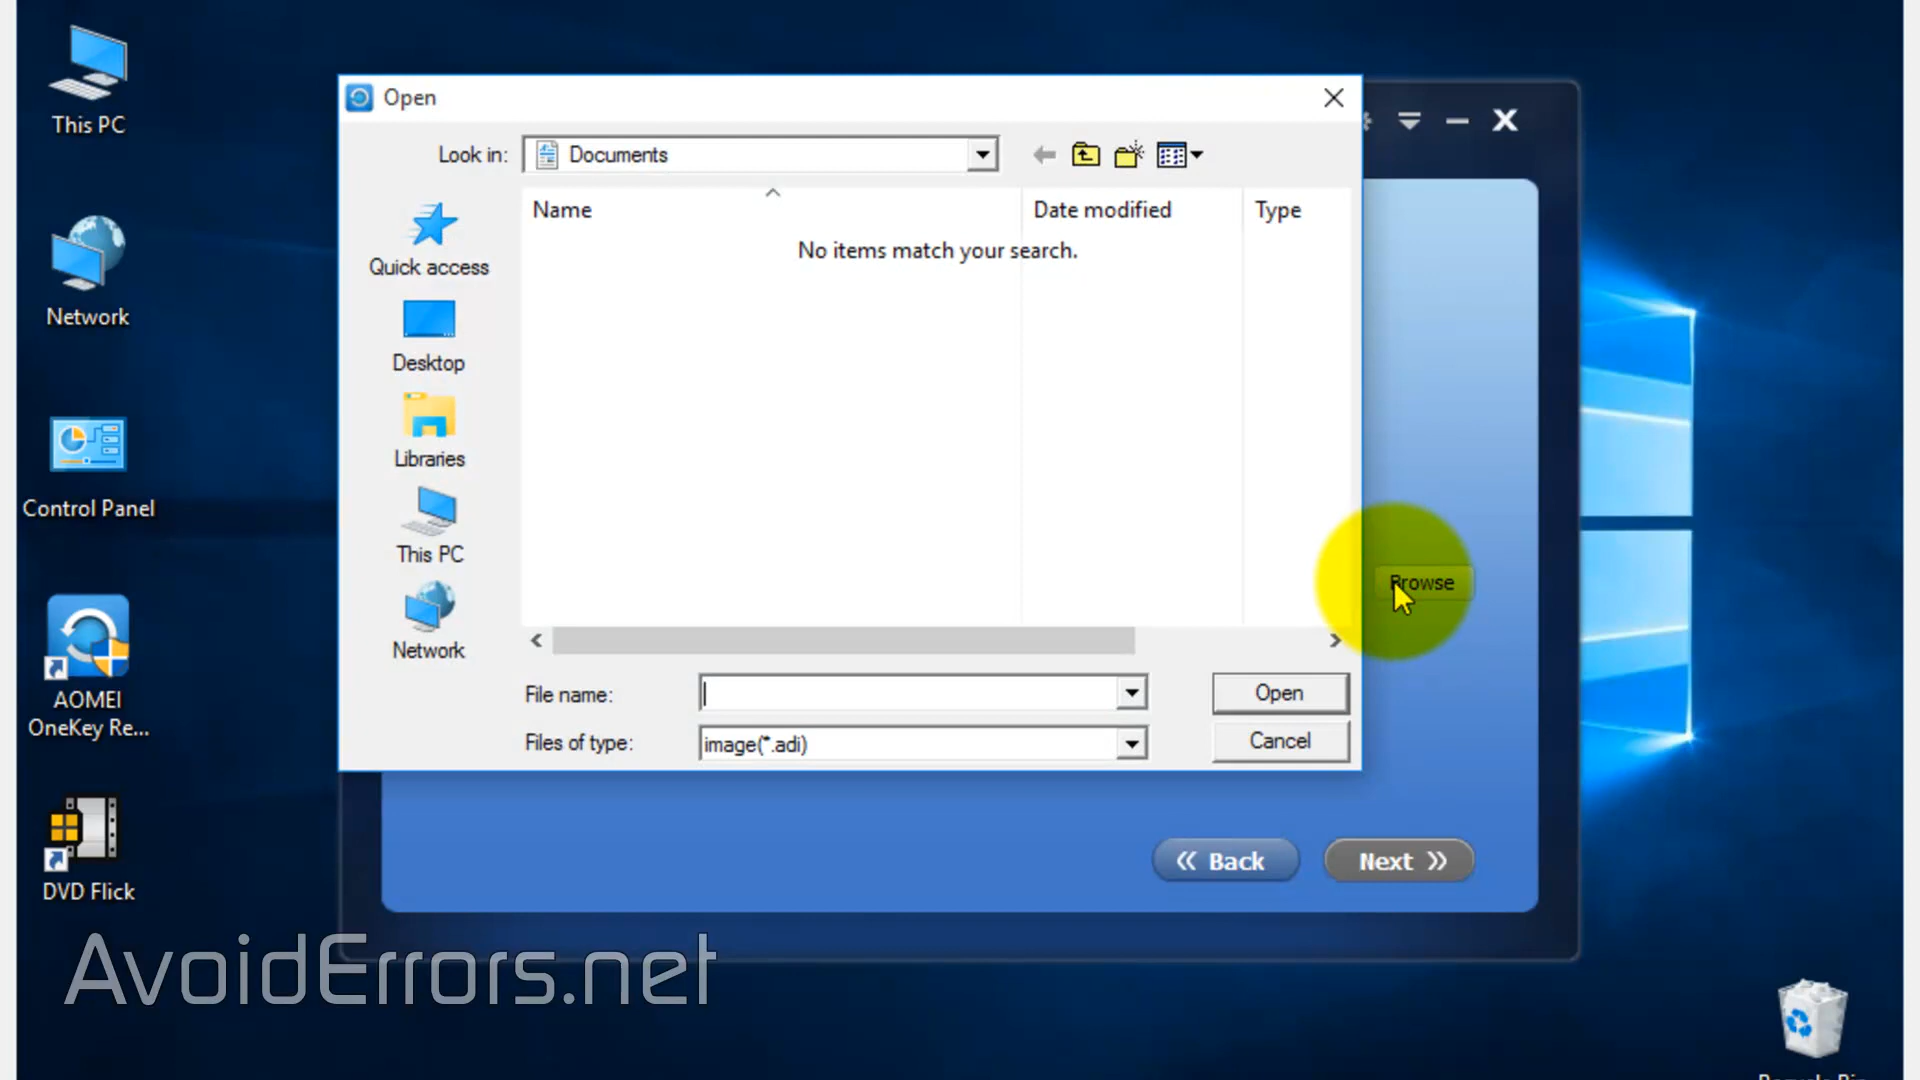 This PC
Network
Control Panel
AOMEI
OneKey Re...
DVD Flick
Open
Look in:
Documents
Name
Date modified
Type
No items match your search.
Quick access
Desktop
Libraries
This PC
Network
File name:
Open
Files of type:
image(*.adi)
Cancel
Browse
Back
Next
AvoidErrors.net